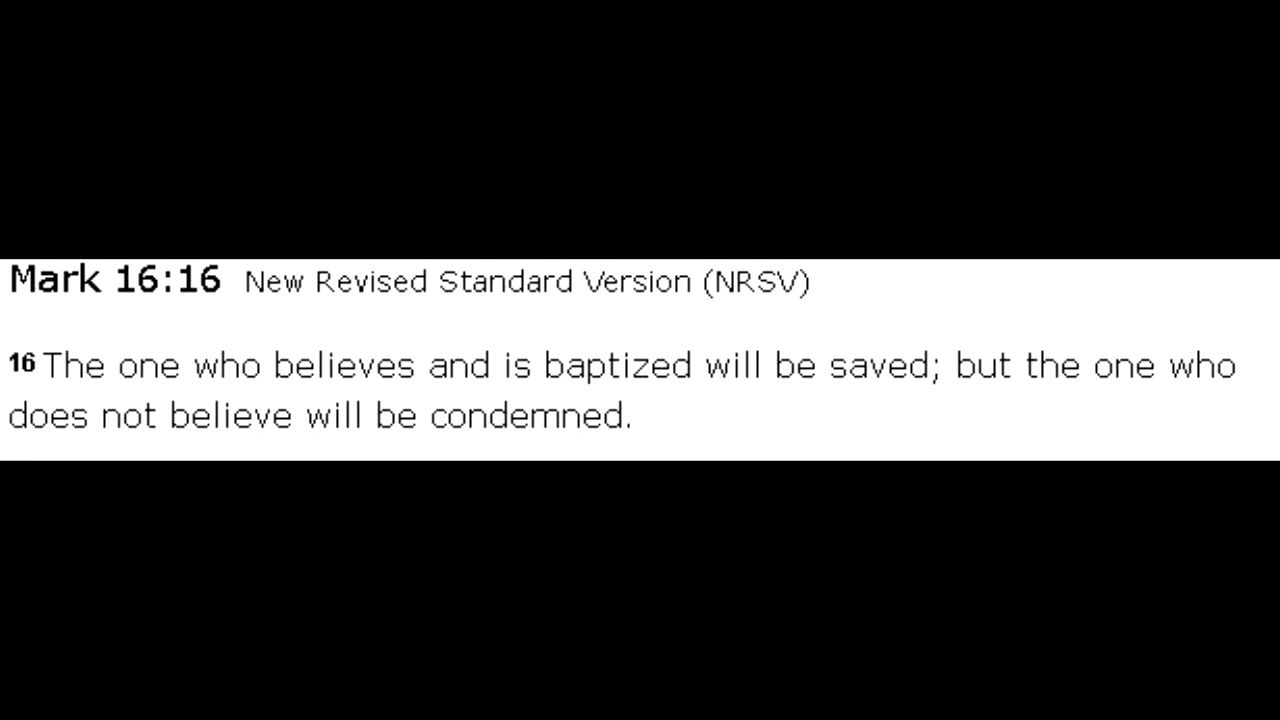 Mark 16:16 New Revised Standard Version (NRSV)
16 The one who believes and is baptized will be saved; but the one who
does not believe will be condemned.